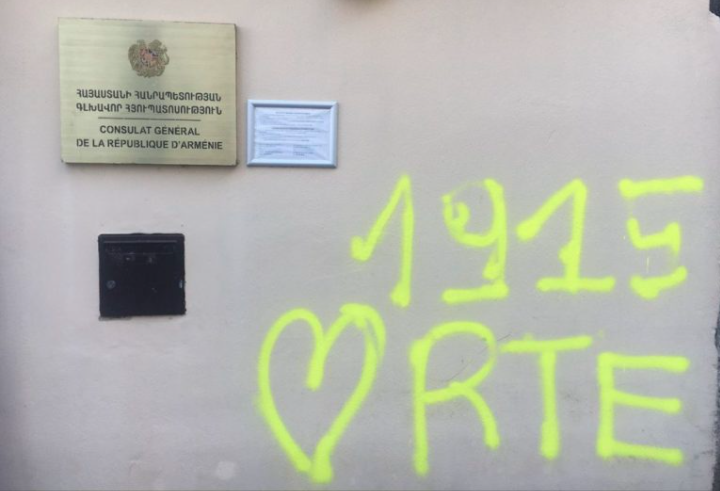 ՀԱՅԱՍՏԱՆԻ ՀԱՆՐԱՊԵՏՈՒԹՅԱՆ
ԳԼԽԱՎՈՐ ՀՅՈՒՊԱՏՈՍՈՒԹՅՈՒՆ
CONSULAT GÉNÉRAL
DE LA RÉPUBLIQUE D'ARMÉNIE
1915
RTE